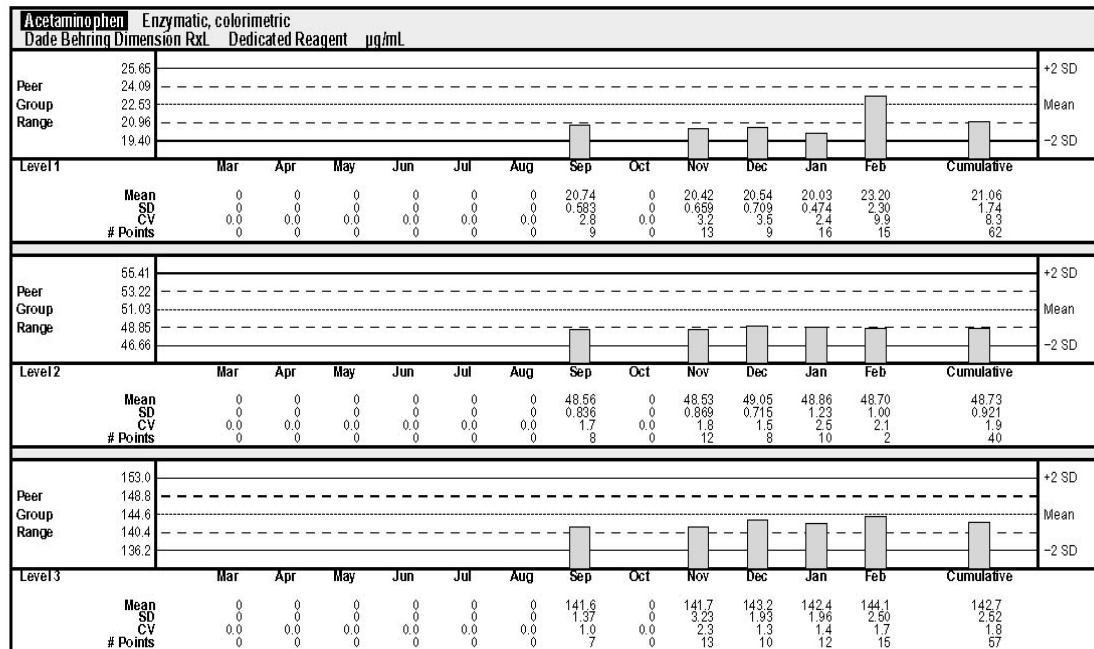 Acetaminophen Enzymatic, colorimetric
Dade Behring Dimension RxL Dedicated Reagent µg/mL
25.65 +2 SD
Peer 24.09
Group 22.53 Mean
Range 20.96
19.40 −2 SD
Level 1 Mar Apr May Jun Jul Aug Sep Oct Nov Dec Jan Feb Cumulative
Mean 0 0 0 0 0 0 20.74 0 20.42 20.54 20.03 23.20 21.06
SD 0 0 0 0 0 0 0.583 0 0.659 0.709 0.474 2.30 1.74
CV 0.0 0.0 0.0 0.0 0.0 0.0 2.8 0.0 3.2 3.5 2.4 9.9 8.3
# Points 0 0 0 0 0 0 9 0 13 9 16 15 62
55.41 +2 SD
Peer 53.22
Group 51.03 Mean
Range 48.85
46.66 −2 SD
Level 2 Mar Apr May Jun Jul Aug Sep Oct Nov Dec Jan Feb Cumulative
Mean 0 0 0 0 0 0 48.56 0 48.53 49.05 48.86 48.70 48.73
SD 0 0 0 0 0 0 0.836 0 0.869 0.715 1.23 1.00 0.921
CV 0.0 0.0 0.0 0.0 0.0 0.0 1.7 0.0 1.8 1.5 2.5 2.1 1.9
# Points 0 0 0 0 0 0 8 0 12 8 10 2 40
153.0 +2 SD
Peer 148.8
Group 144.6 Mean
Range 140.4
136.2 −2 SD
Level 3 Mar Apr May Jun Jul Aug Sep Oct Nov Dec Jan Feb Cumulative
Mean 0 0 0 0 0 0 141.6 0 141.7 143.2 142.4 144.1 142.7
SD 0 0 0 0 0 0 1.37 0 3.23 1.93 1.96 2.50 2.52
CV 0.0 0.0 0.0 0.0 0.0 0.0 1.0 0.0 2.3 1.3 1.4 1.7 1.8
# Points 0 0 0 0 0 0 7 0 13 10 12 15 57